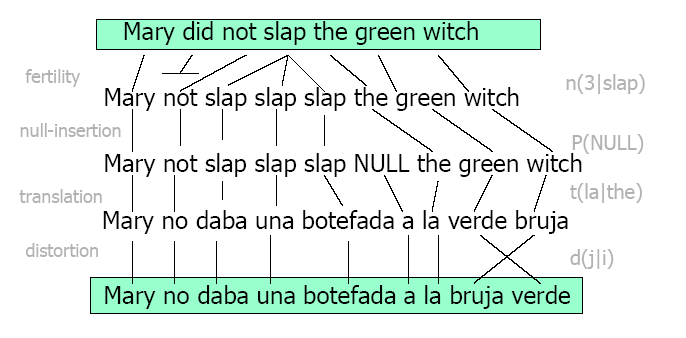 Mary did not slap the green witch
fertility
n(3|slap)
Mary not slap slap slap the green witch
null-insertion
P(NULL)
Mary not slap slap slap NULL the green witch
translation
t(la|the)
Mary no daba una botefada a la verde bruja
distortion
d(j|i)
Mary no daba una botefada a la bruja verde